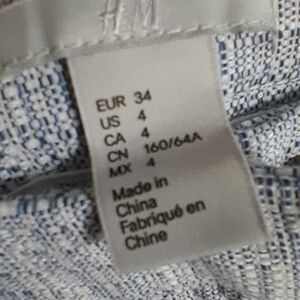 H&M
EUR 34
US 4
CA 4
CN 160/64A
MX 4
Made in
China
Fabriqué en
Chine